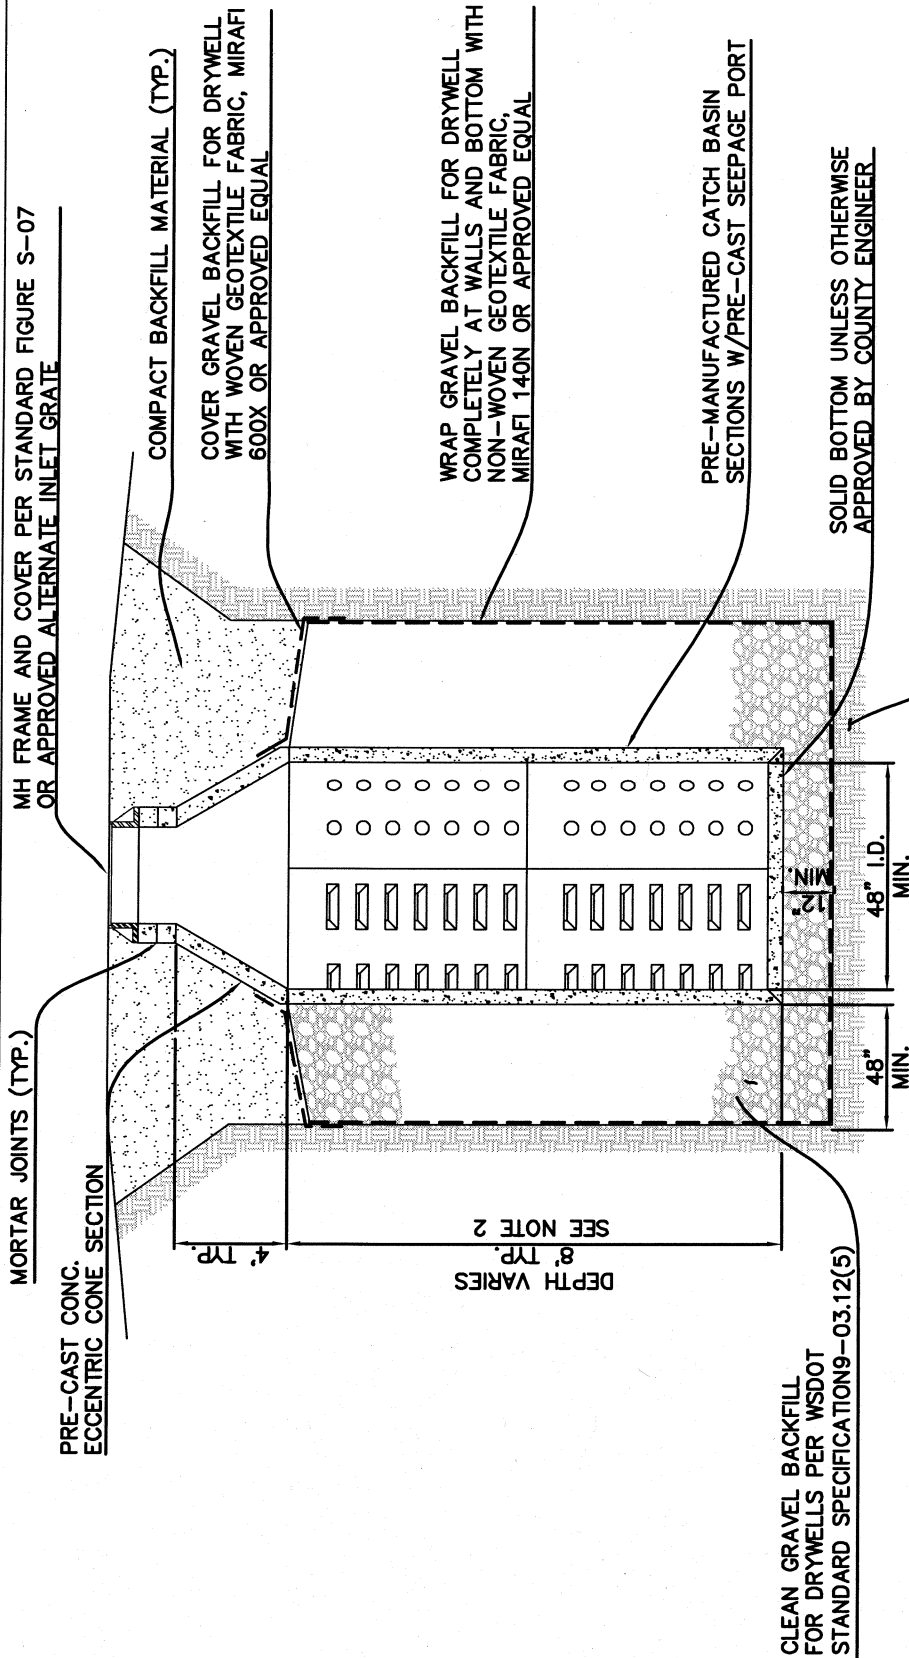 MH FRAME AND COVER PER STANDARD FIGURE S-07
OR APPROVED ALTERNATE INLET GRATE
COMPACT BACKFILL MATERIAL (TYP.)
COVER GRAVEL BACKFILL FOR DRYWELL
WITH WOVEN GEOTEXTILE FABRIC, MIRAFI
600X OR APPROVED EQUAL
WRAP GRAVEL BACKFILL FOR DRYWELL
COMPLETELY AT WALLS AND BOTTOM WITH
NON-WOVEN GEOTEXTILE FABRIC,
MIRAFI 140N OR APPROVED EQUAL
PRE-MANUFACTURED CATCH BASIN
SECTIONS W/PRE-CAST SEEPAGE PORT
SOLID BOTTOM UNLESS OTHERWISE
APPROVED BY COUNTY ENGINEER
MORTAR JOINTS (TYP.)
PRE-CAST CONC.
ECCENTRIC CONE SECTION
4' TYP.
SEE NOTE 2
8' TYP.
DEPTH VARIES
12"
MIN.
48" I.D.
MIN.
48"
MIN.
CLEAN GRAVEL BACKFILL
FOR DRYWELLS PER WSDOT
STANDARD SPECIFICATION9-03.12(5)